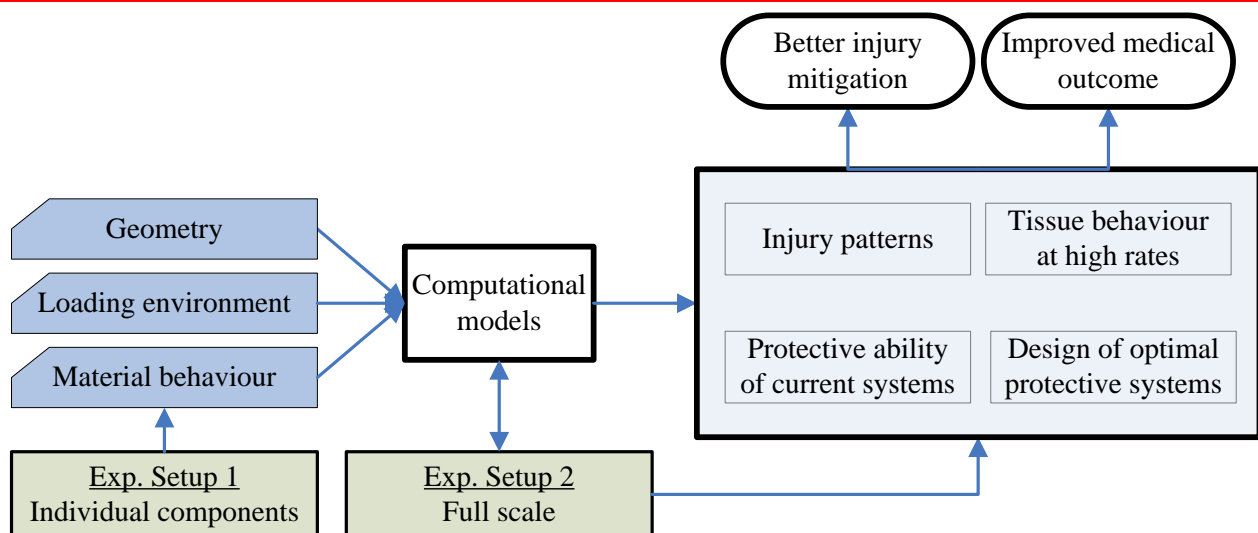 Better injury
mitigation
Improved medical
outcome
Geometry
Loading environment
Material behaviour
Computational
models
Injury patterns
Tissue behaviour
at high rates
Protective ability
of current systems
Design of optimal
protective systems
Exp. Setup 1
Individual components
Exp. Setup 2
Full scale